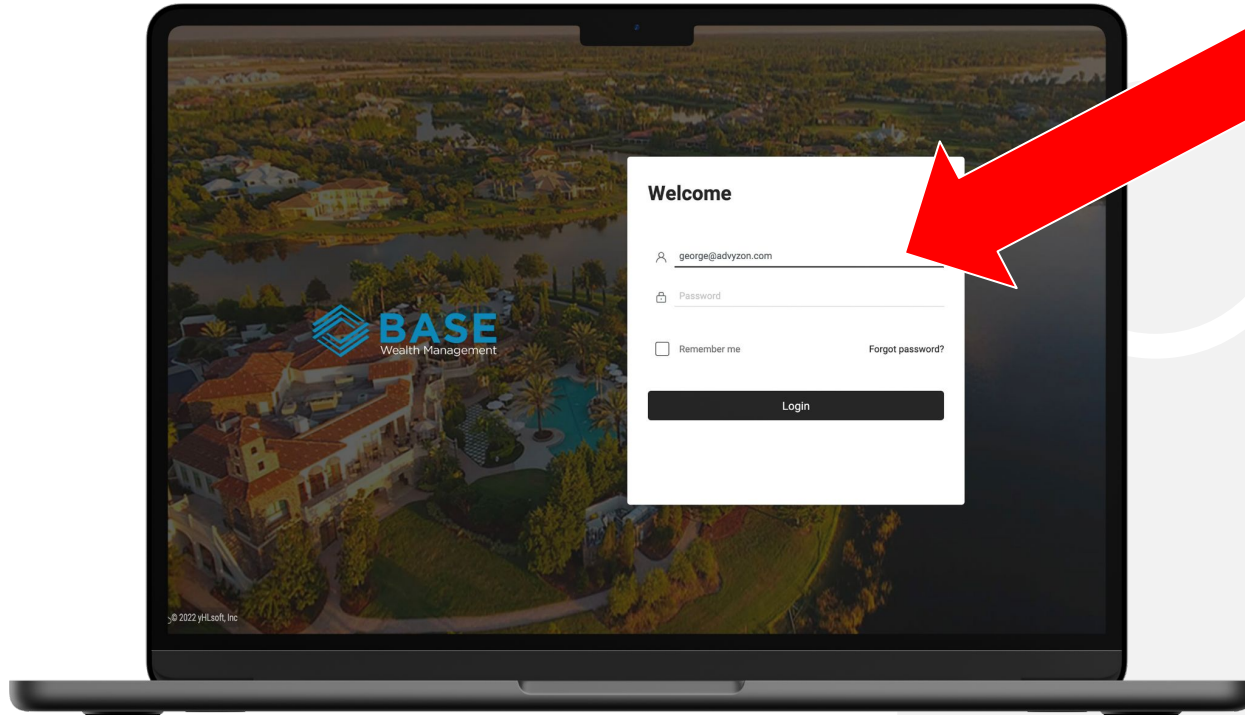 Welcome
george@advyzon.com
Password
Remember me
Forgot password?
Login
BASE
Wealth Management
© 2022 yHLsoft, Inc